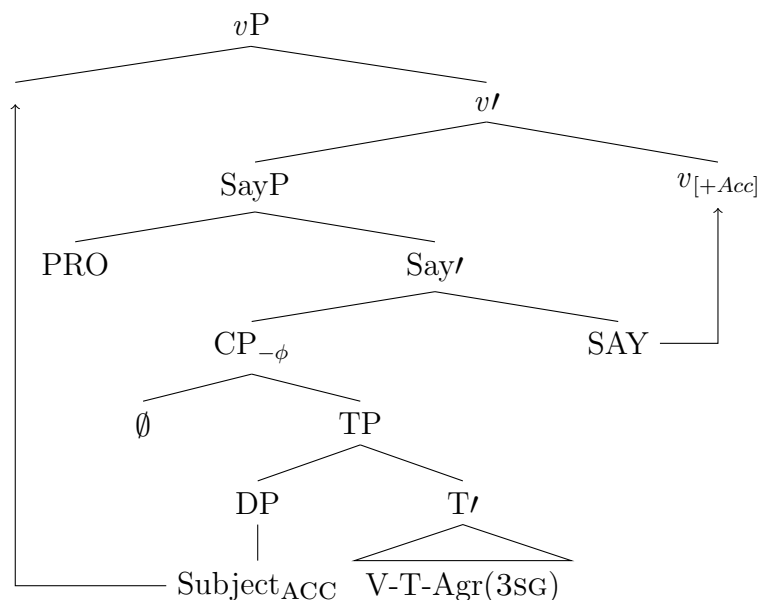 vP
v′
SayP v[+Acc]
PRO Say′
CP−ϕ SAY
∅ TP
DP T′
SubjectACC V-T-Agr(3SG)